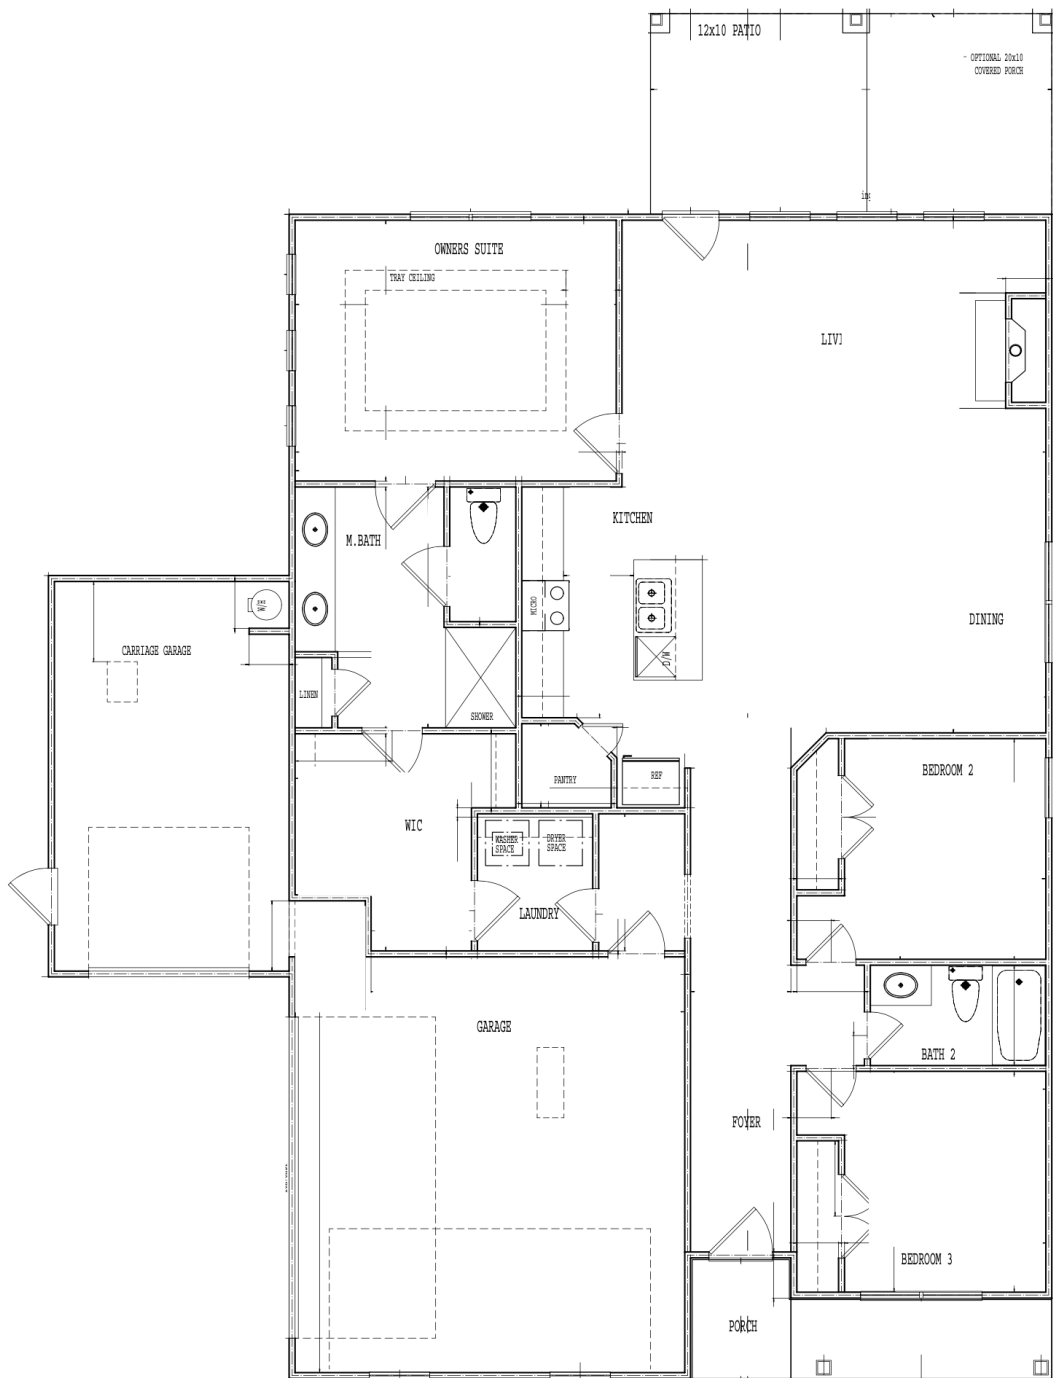 12x10 PATIO
- OPTIONAL 20x10
COVERED PORCH
OWNERS SUITE
TRAY CEILING
LIVI
KITCHEN
M.BATH
MICRO
W/H
DINING
D/W
CARRIAGE GARAGE
LINEN
SHOWER
PANTRY
REF
BEDROOM 2
WIC
WASHER
SPACE
DRYER
SPACE
LAUNDRY
GARAGE
BATH 2
FOYER
BEDROOM 3
PORCH